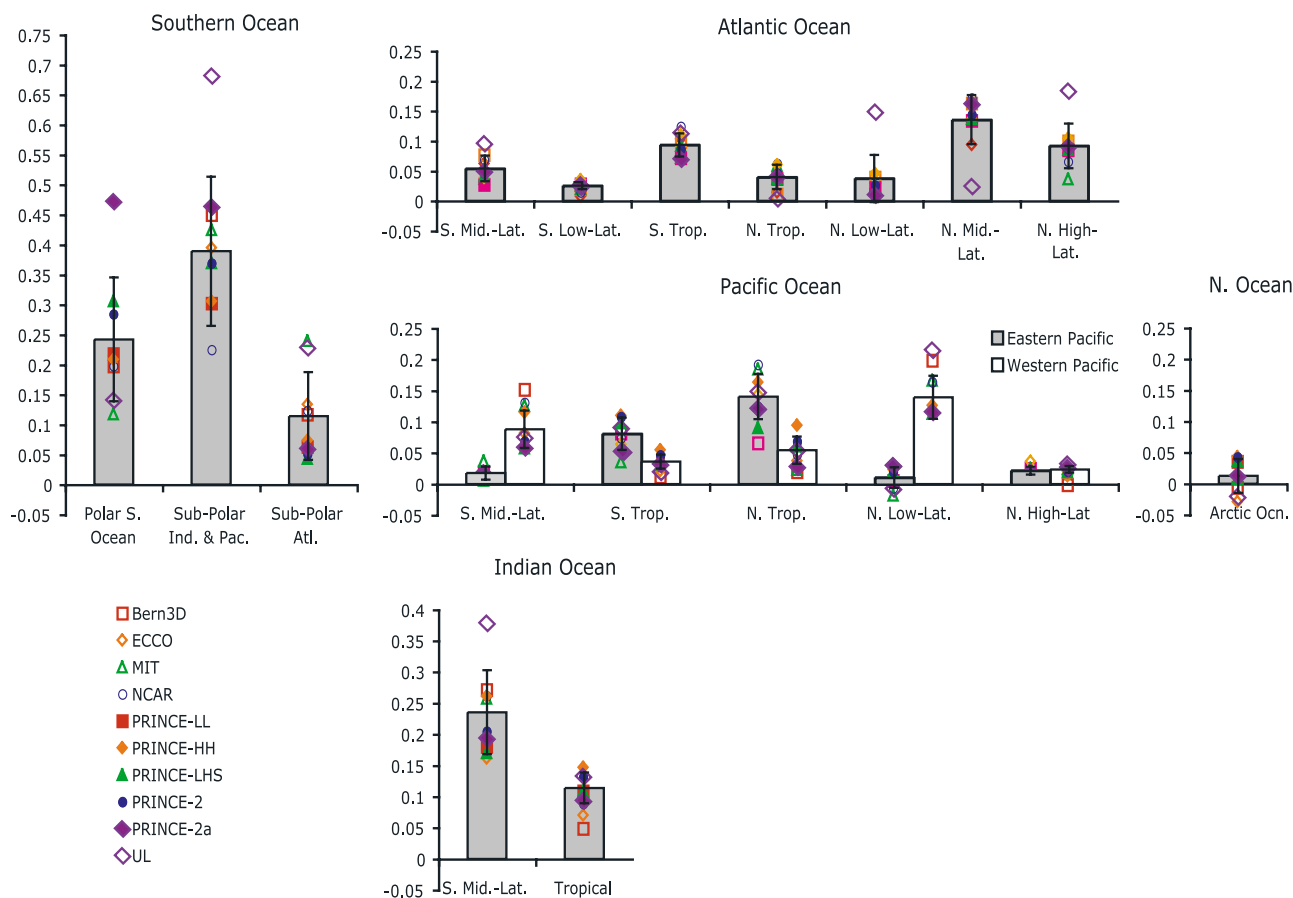 Southern Ocean
0.75
0.7
0.65
0.6
0.55
0.5
0.45
0.4
0.35
0.3
0.25
0.2
0.15
0.1
0.05
0
-0.05
Polar S. Ocean
Sub-Polar Ind. & Pac.
Sub-Polar Atl.
Atlantic Ocean
0.25
0.2
0.15
0.1
0.05
0
-0.05
S. Mid.-Lat.
S. Low-Lat.
S. Trop.
N. Trop.
N. Low-Lat.
N. Mid.-Lat.
N. High-Lat.
Pacific Ocean
0.25
0.2
0.15
0.1
0.05
0
-0.05
Eastern Pacific
Western Pacific
S. Mid.-Lat.
S. Trop.
N. Trop.
N. Low-Lat.
N. High-Lat
N. Ocean
0.25
0.2
0.15
0.1
0.05
0
-0.05
Arctic Ocn.
Indian Ocean
0.4
0.35
0.3
0.25
0.2
0.15
0.1
0.05
0
-0.05
S. Mid.-Lat.
Tropical
Bern3D
ECCO
MIT
NCAR
PRINCE-LL
PRINCE-HH
PRINCE-LHS
PRINCE-2
PRINCE-2a
UL